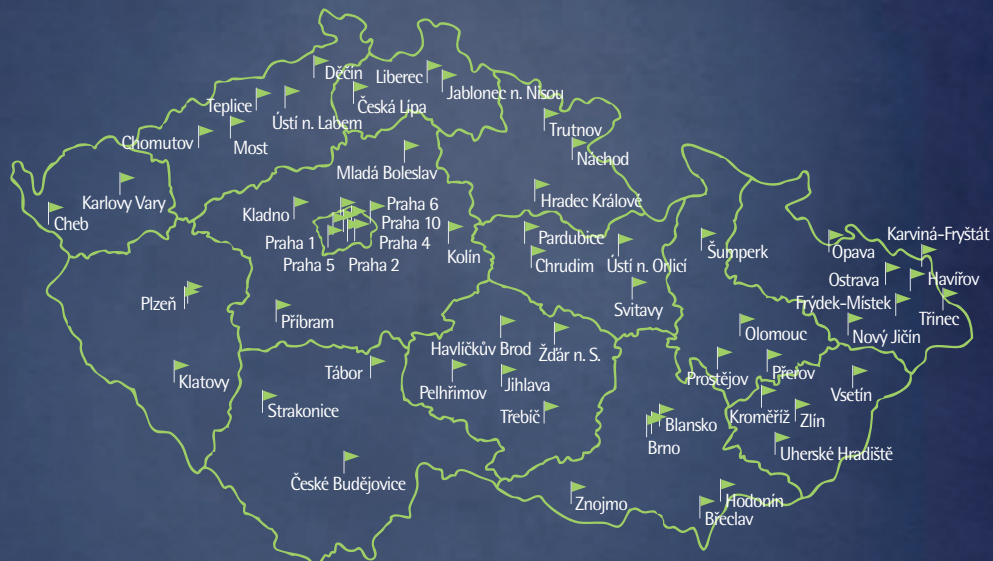 Děčín
Liberec
Jablonec n. Nisou
Teplice
Česká Lípa
Ústí n. Labem
Trutnov
Chomutov
Most
Náchod
Mladá Boleslav
Karlovy Vary
Hradec Králové
Cheb
Kladno
Praha 6
Praha 10
Pardubice
Karviná-Fryštát
Praha 1
Praha 4
Kolín
Chrudim
Ústí n. Orlicí
Šumperk
Opava
Praha 5
Praha 2
Ostrava
Havířov
Plzeň
Svitavy
Frýdek-Místek
Třinec
Příbram
Olomouc
Nový Jičín
Havlíčkův Brod
Žďár n. S.
Tábor
Klatovy
Pelhřimov
Jihlava
Prostějov
Přerov
Vsetín
Strakonice
Třebíč
Blansko
Kroměříž
Zlín
Brno
Uherské Hradiště
České Budějovice
Znojmo
Hodonín
Břeclav